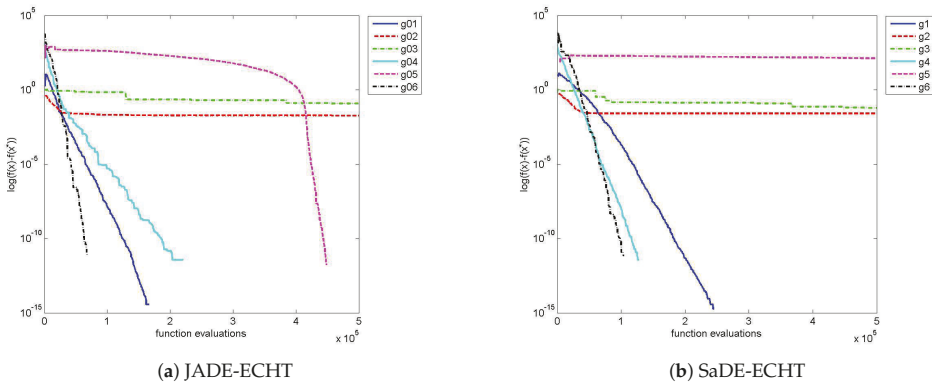 10^5
10^0
10^-5
10^-10
10^-15
log(f(x)-f(x*))
0 1 2 3 4 5
function evaluations
x 10^5
g01
g02
g03
g04
g05
g06
(a) JADE-ECHT
10^5
10^0
10^-5
10^-10
10^-15
log(f(x)-f(x*))
0 1 2 3 4 5
function evaluations
x 10^5
g1
g2
g3
g4
g5
g6
(b) SaDE-ECHT